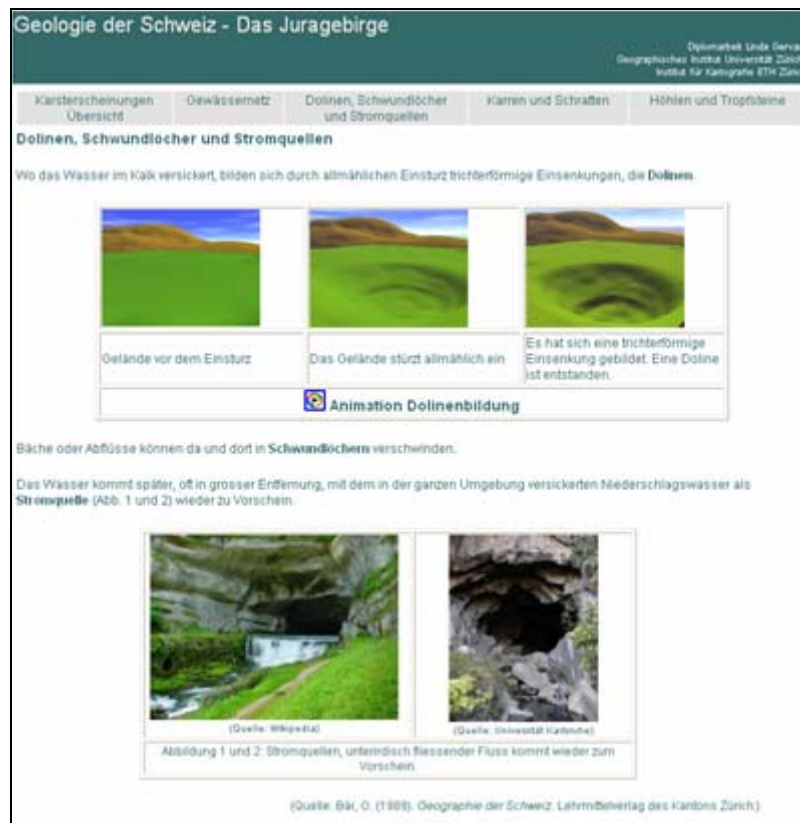 Geologie der Schweiz - Das Juragebirge
Diplomarbeit Linda
Geographisches Institut Universität
Institut für Kartografie ETH
Karsterscheinungen
Übersicht
Gewässernetz
Dolinen, Schwundlöcher
und Stromquellen
Karren und Schratten
Höhlen und Tropfsteine
Dolinen, Schwundlöcher und Stromquellen
Wo das Wasser im Kalk versickert, bilden sich durch allmählichen Einsturz trichterförmige Einsenkungen, die Dolinen.
Gelände vor dem Einsturz
Das Gelände stürzt allmählich ein
Es hat sich eine trichterförmige
Einsenkung gebildet. Eine Doline
ist entstanden.
Animation Dolinenbildung
Bäche oder Abflüsse können da und dort in Schwundlöchern verschwinden.
Das Wasser kommt später, oft in grosser Entfernung, mit dem in der ganzen Umgebung versickerten Niederschlagswasser als
Stromquelle (Abb. 1 und 2) wieder zu Vorschein.
(Quelle: Wikipedia)
(Quelle: Universität Karlsruhe)
Abbildung 1 und 2: Stromquellen, unterirdisch fliessender Fluss kommt wieder zum
Vorschein.
(Quelle: Bär, O. (1989). Geographie der Schweiz. Lehrmittelverlag des Kantons Zürich.)